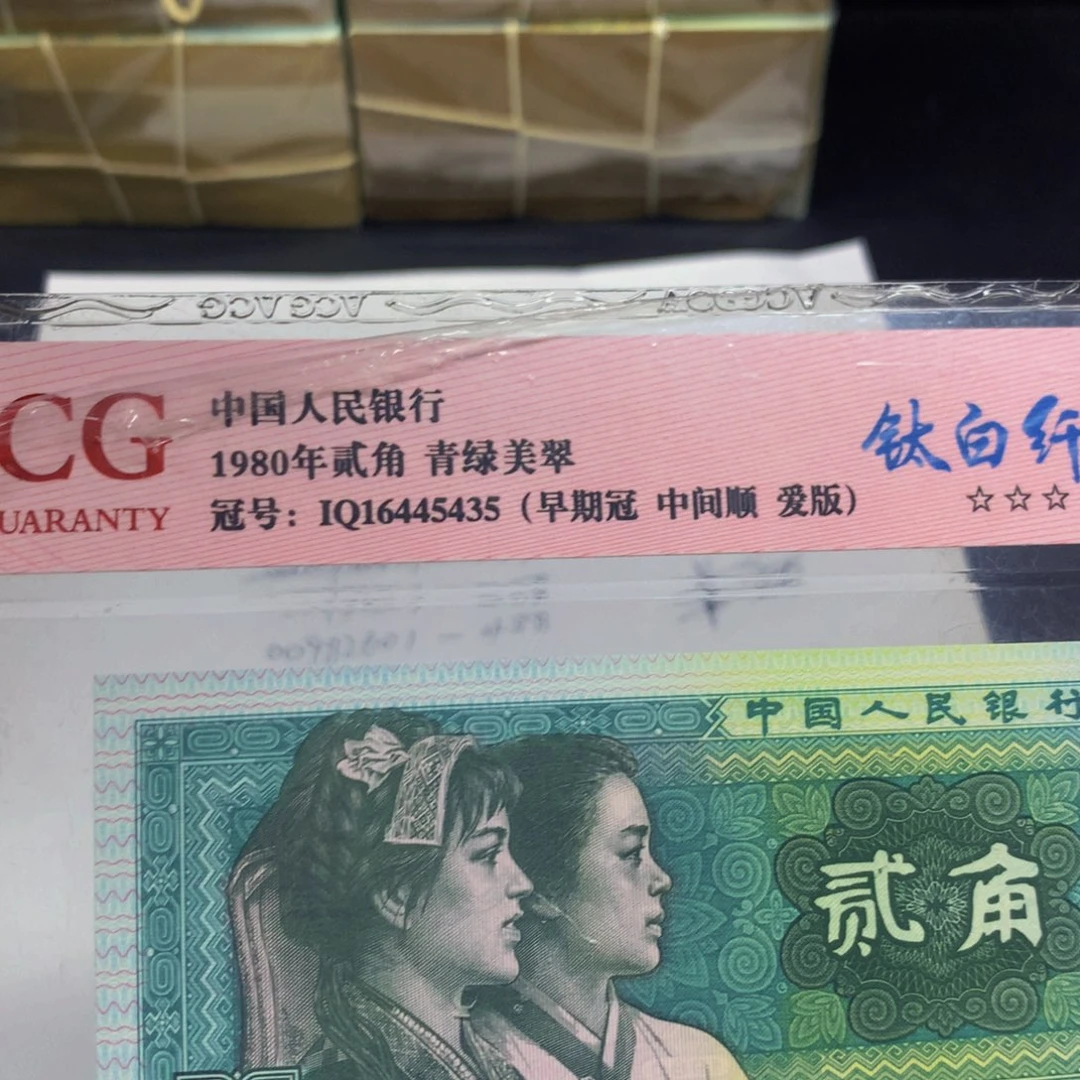 ACG ACG ACG ACG
CG
UARANTY
中国人民银行
1980年贰角 青绿美翠
冠号：IQ16445435（早期冠 中间顺 爱版）
钛白纤
☆☆☆
中国人民银行
贰角